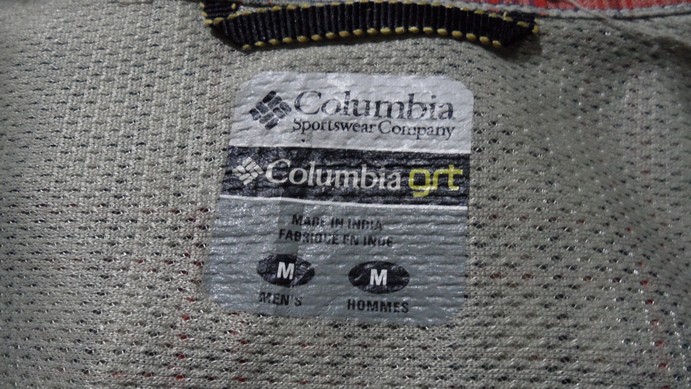 Columbia
Sportswear Company
Columbia grt
MADE IN INDIA
FABRIQUE EN INDE
M M
MEN'S HOMMES